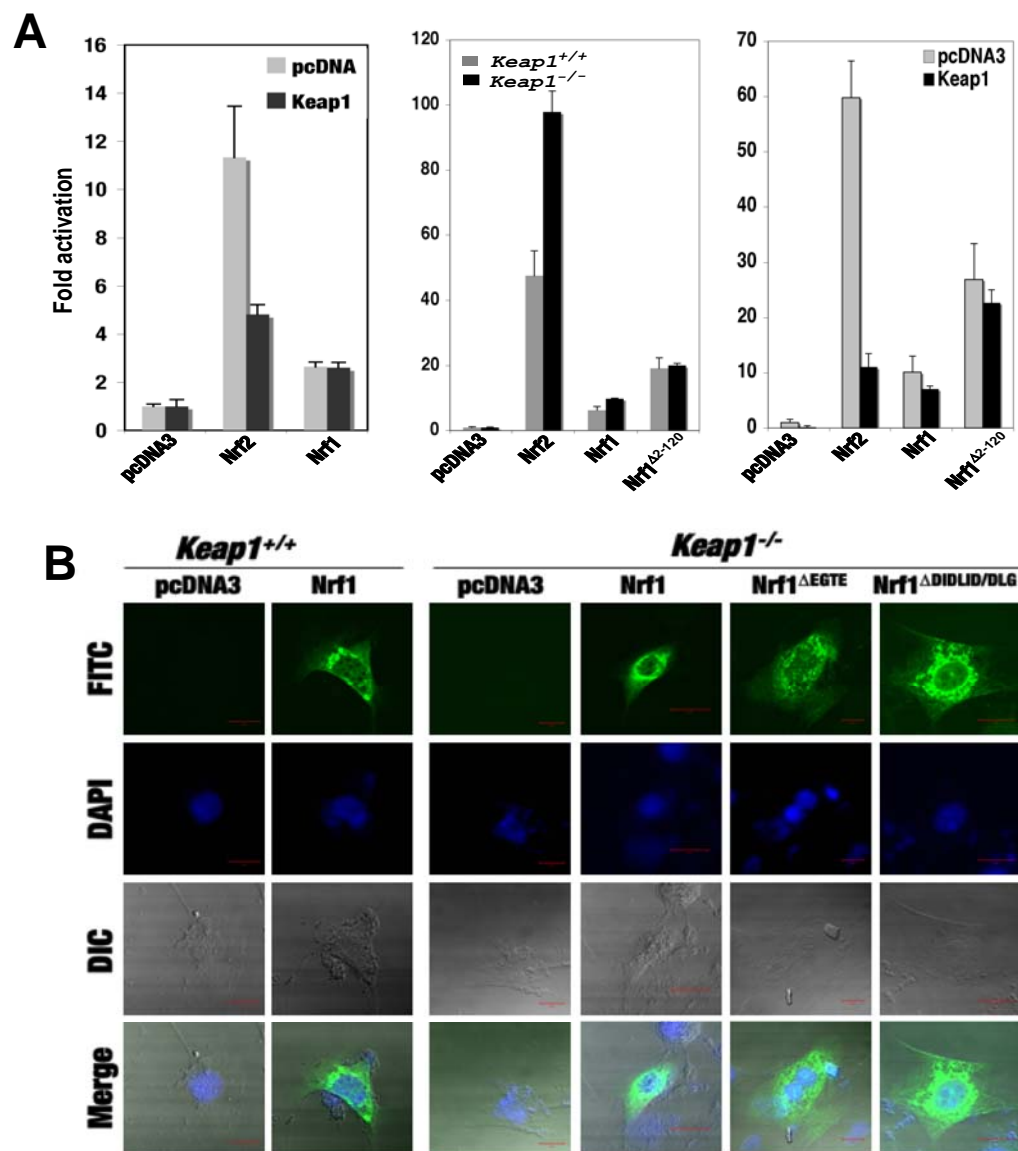 A
Fold activation
16
14
12
10
8
6
4
2
0
pcDNA
Keap1
pcDNA3
Nrf2
Nrf1
120
100
80
60
40
20
0
Keap1+/+
Keap1-/-
pcDNA3
Nrf2
Nrf1
Nrf1Δ2-120
70
60
50
40
30
20
10
0
pcDNA3
Keap1
pcDNA3
Nrf2
Nrf1
Nrf1Δ2-120
B
Keap1+/+
Keap1-/-
pcDNA3
Nrf1
pcDNA3
Nrf1
Nrf1ΔEGTE
Nrf1ΔDIDLID/DLG
FITC
DAPI
DIC
Merge